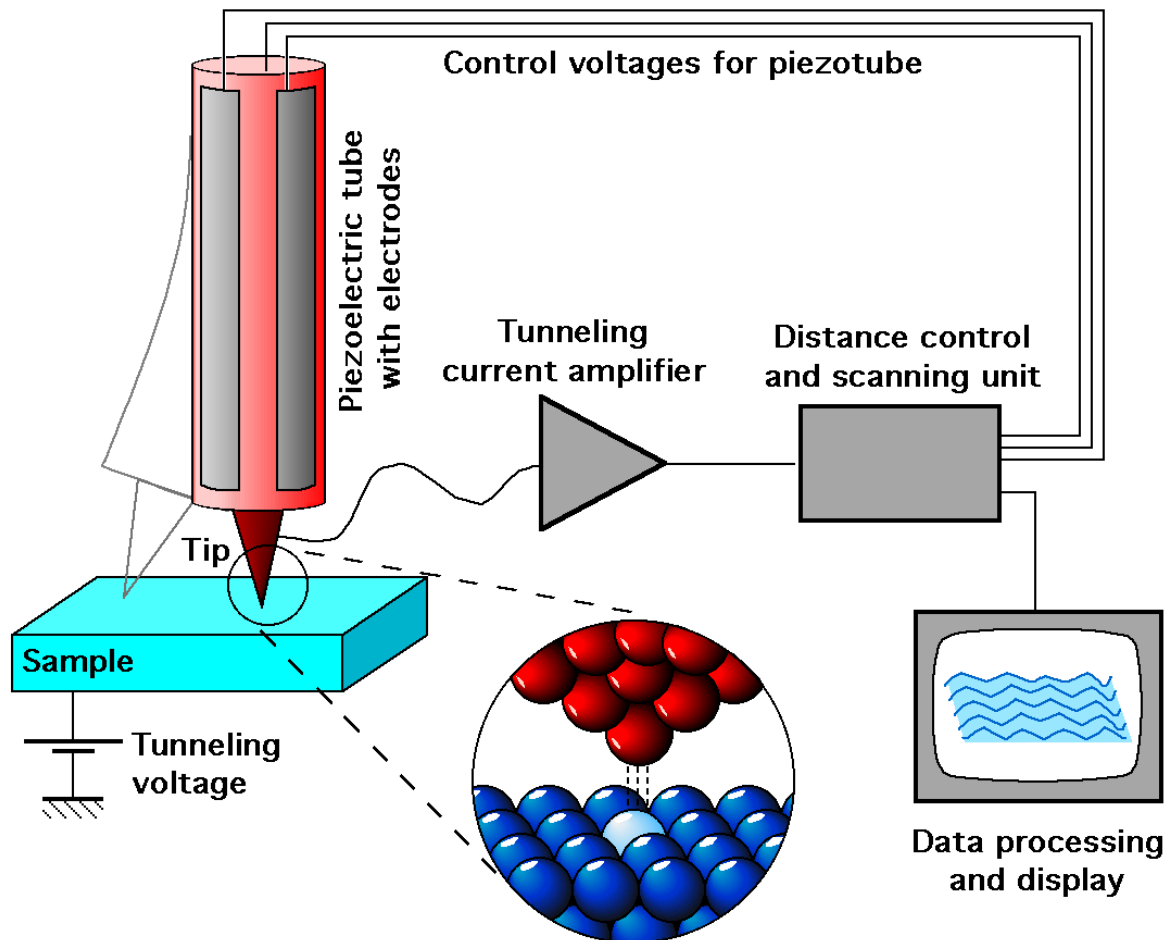 Control voltages for piezotube
Piezoelectric tube
with electrodes
Tunneling
current amplifier
Distance control
and scanning unit
Tip
Sample
Tunneling
voltage
Data processing
and display